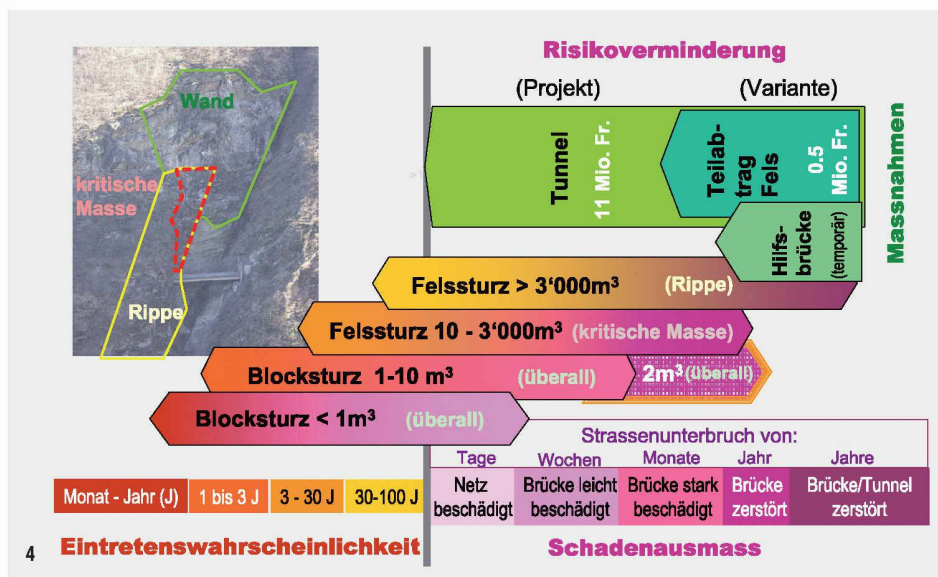 Risikoverminderung
(Projekt)
(Variante)
Wand
kritische
Masse
Rippe
Tunnel
11 Mio. Fr.
Teilab-
trag
Fels
0.5
Mio. Fr.
Hilfs-
brücke
(temporär)
Massnahmen
Felssturz > 3'000m³ (Rippe)
Felssturz 10 - 3'000m³ (kritische Masse)
Blocksturz 1-10 m³ (überall)
2m³ (überall)
Blocksturz < 1m³ (überall)
Strassenunterbruch von:
Tage Wochen Monate Jahr Jahre
Monat - Jahr (J) 1 bis 3 J 3 - 30 J 30-100 J
Netz
beschädigt
Brücke leicht
beschädigt
Brücke stark
beschädigt
Brücke
zerstört
Brücke/Tunnel
zerstört
4
Eintretenswahrscheinlichkeit
Schadenausmass